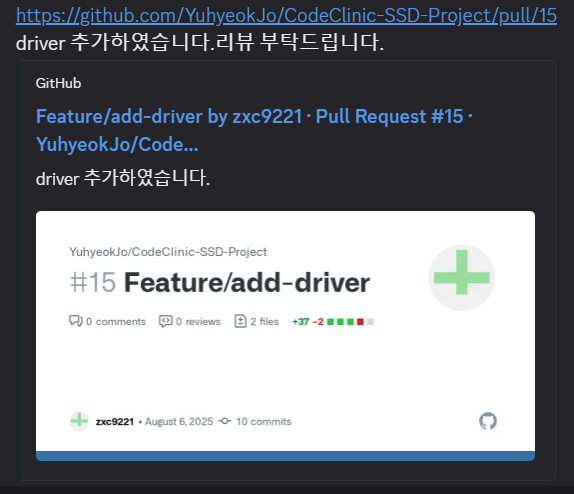 https://github.com/YuhyeokJo/CodeClinic-SSD-Project/pull/15
driver 추가하였습니다.리뷰 부탁드립니다.
GitHub
Feature/add-driver by zxc9221 · Pull Request #15 ·
YuhyeokJo/Code...
driver 추가하였습니다.
YuhyeokJo/CodeClinic-SSD-Project
#15 Feature/add-driver
0 comments 0 reviews 2 files +37 −2
zxc9221 • August 6, 2025 10 commits